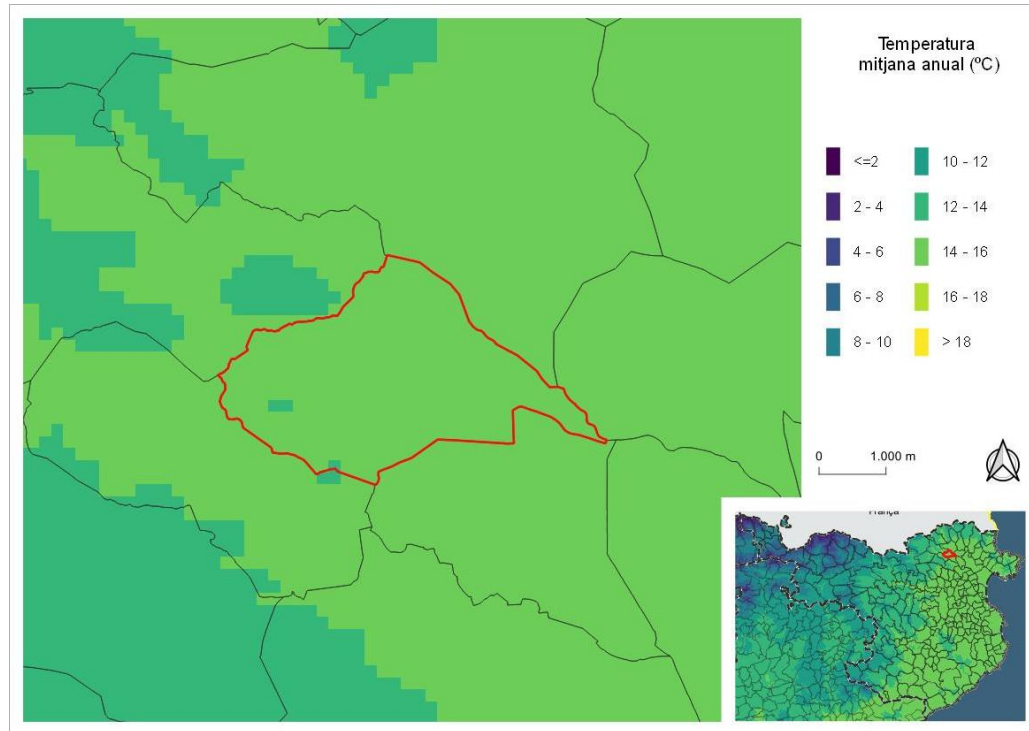 Temperatura
mitjana anual (ºC)
<=2
2 - 4
4 - 6
6 - 8
8 - 10
10 - 12
12 - 14
14 - 16
16 - 18
> 18
0 1.000 m
França